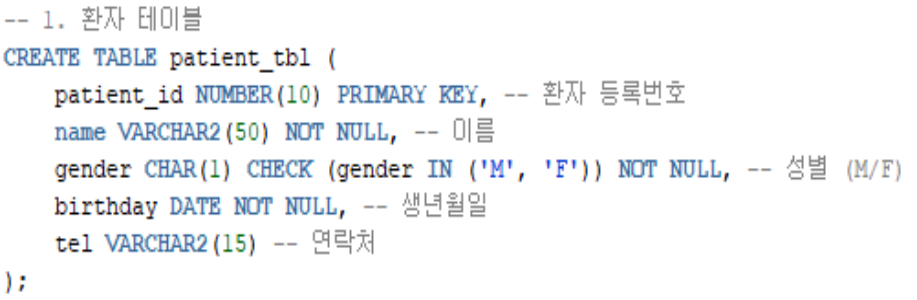 -- 1. 환자 테이블
CREATE TABLE patient_tbl (
    patient_id NUMBER(10) PRIMARY KEY, -- 환자 등록번호
    name VARCHAR2(50) NOT NULL, -- 이름
    gender CHAR(1) CHECK (gender IN ('M', 'F')) NOT NULL, -- 성별 (M/F)
    birthday DATE NOT NULL, -- 생년월일
    tel VARCHAR2(15) -- 연락처
);